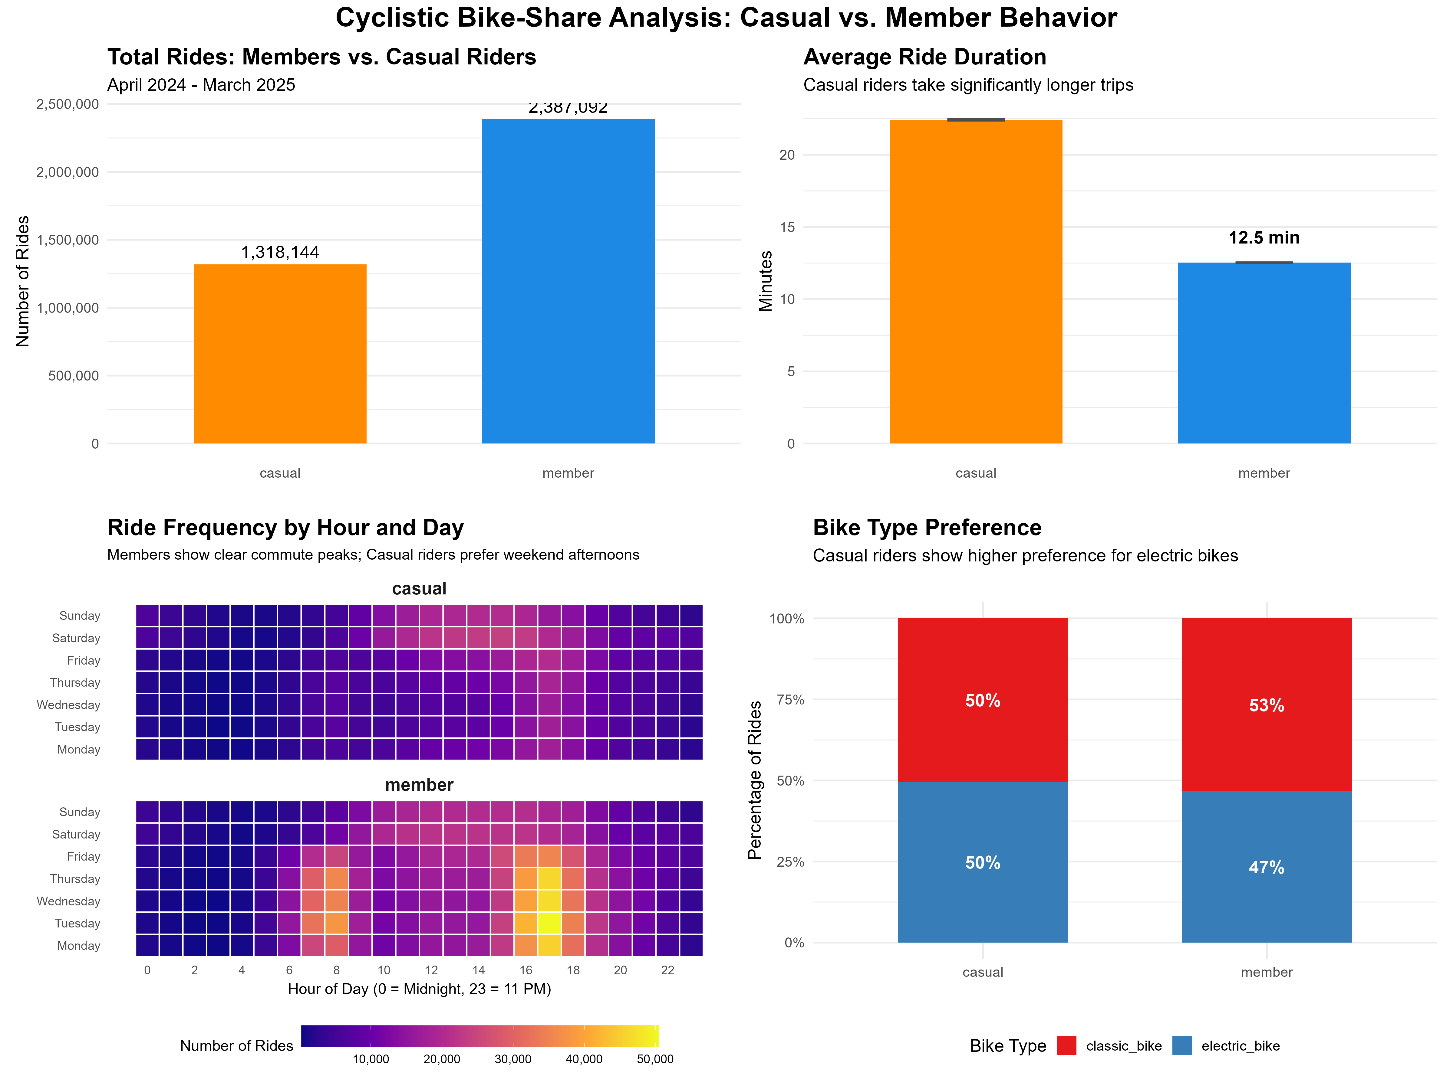 Cyclistic Bike-Share Analysis: Casual vs. Member Behavior
Total Rides: Members vs. Casual Riders
April 2024 - March 2025
Number of Rides
2,500,000
2,000,000
1,500,000
1,000,000
500,000
0
1,318,144
2,387,092
casual
member
Average Ride Duration
Casual riders take significantly longer trips
Minutes
20
15
10
5
0
12.5 min
casual
member
Ride Frequency by Hour and Day
Members show clear commute peaks; Casual riders prefer weekend afternoons
casual
Sunday
Saturday
Friday
Thursday
Wednesday
Tuesday
Monday
member
Sunday
Saturday
Friday
Thursday
Wednesday
Tuesday
Monday
0 2 4 6 8 10 12 14 16 18 20 22
Hour of Day (0 = Midnight, 23 = 11 PM)
Number of Rides
10,000 20,000 30,000 40,000 50,000
Bike Type Preference
Casual riders show higher preference for electric bikes
Percentage of Rides
100%
75%
50%
25%
0%
50%
53%
50%
47%
casual
member
Bike Type
classic_bike
electric_bike